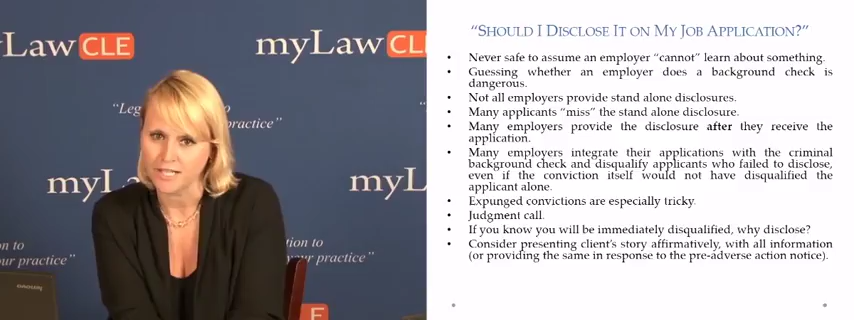 myLawCLE
myLawCL
"Leg
practice"
myLa
myL
on to
ur practice"
tion to
your practice"
E
lenovo
"SHOULD I DISCLOSE IT ON MY JOB APPLICATION?"
• Never safe to assume an employer "cannot" learn about something.
• Guessing whether an employer does a background check is
dangerous.
• Not all employers provide stand alone disclosures.
• Many applicants "miss" the stand alone disclosure.
• Many employers provide the disclosure after they receive the
application.
• Many employers integrate their applications with the criminal
background check and disqualify applicants who failed to disclose,
even if the conviction itself would not have disqualified the
applicant alone.
• Expunged convictions are especially tricky.
• Judgment call.
• If you know you will be immediately disqualified, why disclose?
• Consider presenting client's story affirmatively, with all information
(or providing the same in response to the pre-adverse action notice).